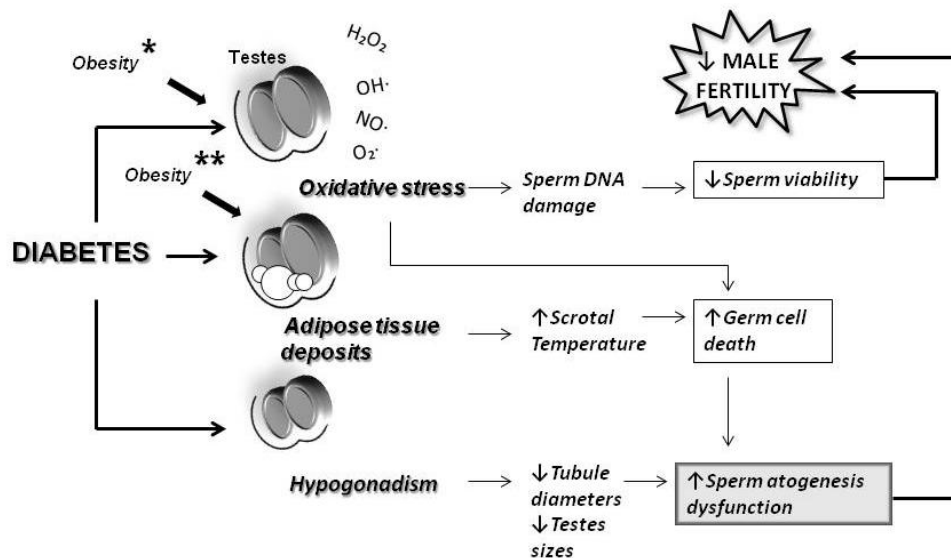 Obesity *
Testes
H₂O₂
OH·
NO·
O₂·
↓ MALE
FERTILITY
Obesity **
Oxidative stress
Sperm DNA
damage
↓ Sperm viability
DIABETES
Adipose tissue
deposits
↑ Scrotal
Temperature
↑ Germ cell
death
Hypogonadism
↓ Tubule
diameters
↓ Testes
sizes
↑ Sperm atogenesis
dysfunction